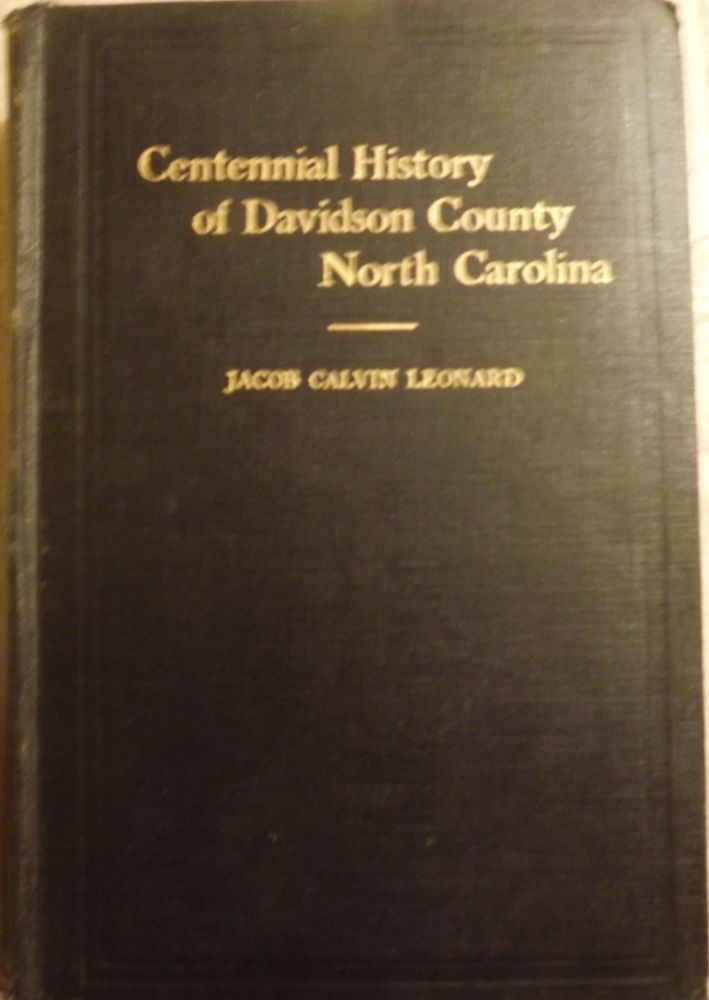 Centennial History
of Davidson County
North Carolina
JACOB CALVIN LEONARD